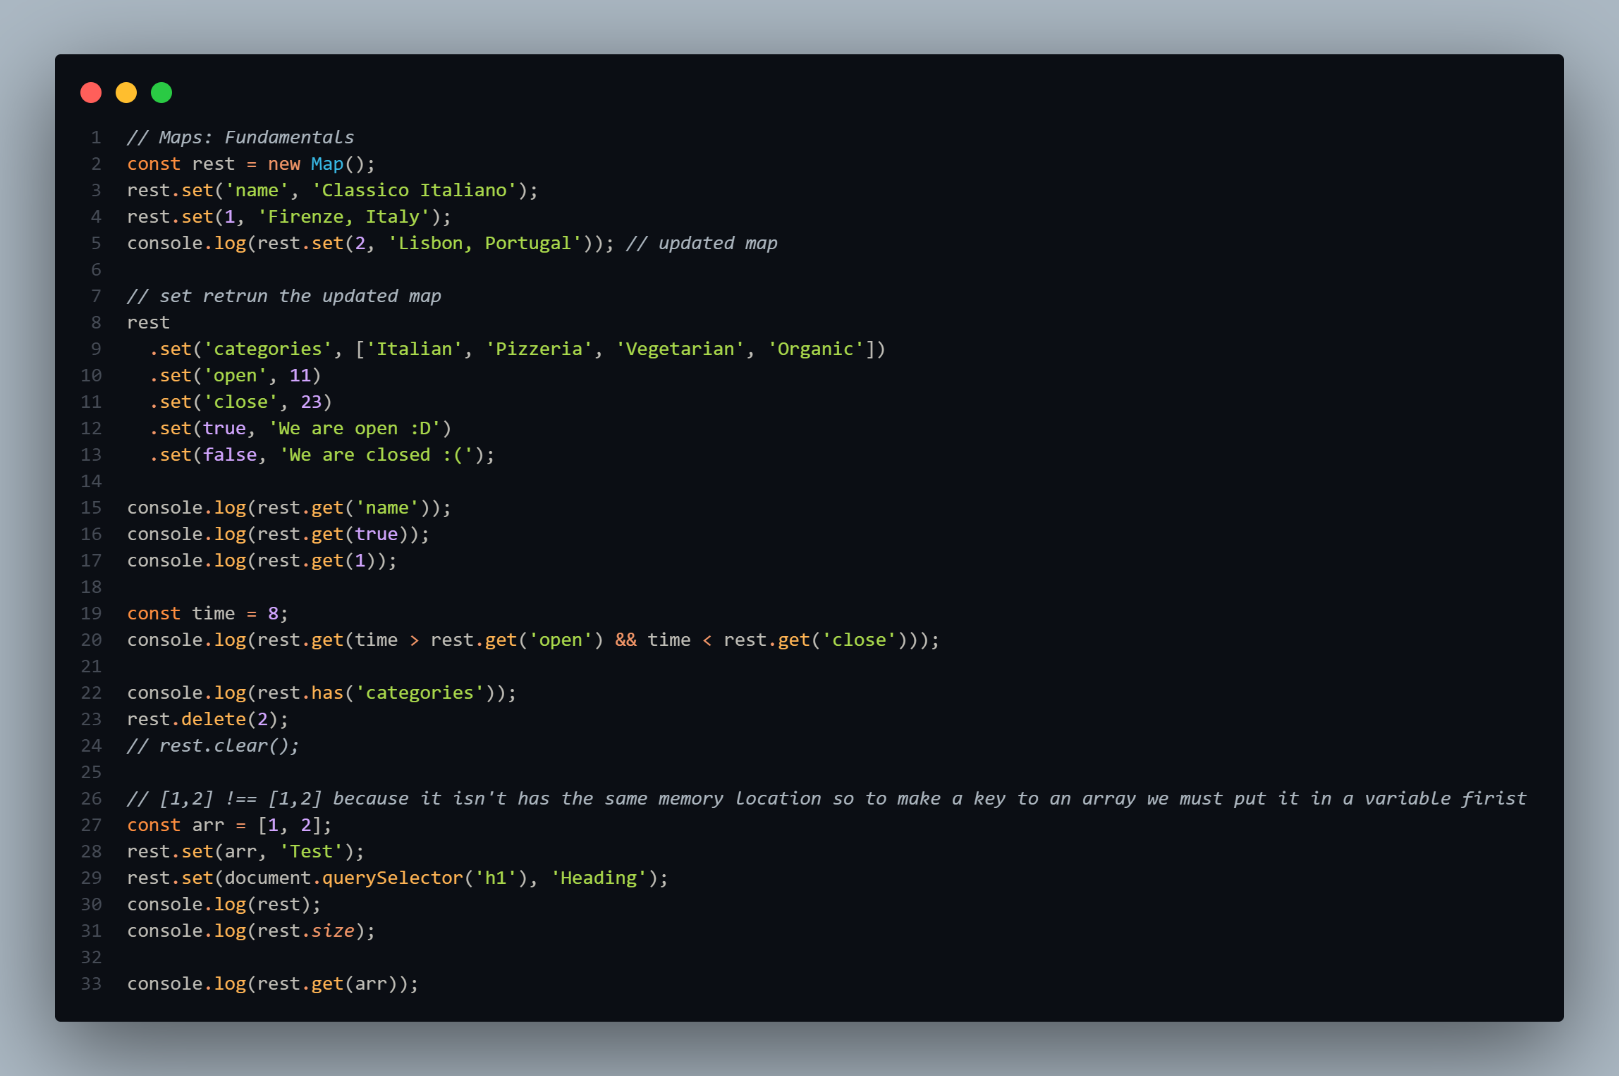 1 // Maps: Fundamentals
2 const rest = new Map();
3 rest.set('name', 'Classico Italiano');
4 rest.set(1, 'Firenze, Italy');
5 console.log(rest.set(2, 'Lisbon, Portugal')); // updated map
6
7 // set retrun the updated map
8 rest
9   .set('categories', ['Italian', 'Pizzeria', 'Vegetarian', 'Organic'])
10   .set('open', 11)
11   .set('close', 23)
12   .set(true, 'We are open :D')
13   .set(false, 'We are closed :(');
14
15 console.log(rest.get('name'));
16 console.log(rest.get(true));
17 console.log(rest.get(1));
18
19 const time = 8;
20 console.log(rest.get(time > rest.get('open') && time < rest.get('close')));
21
22 console.log(rest.has('categories'));
23 rest.delete(2);
24 // rest.clear();
25
26 // [1,2] !== [1,2] because it isn't has the same memory location so to make a key to an array we must put it in a variable firist
27 const arr = [1, 2];
28 rest.set(arr, 'Test');
29 rest.set(document.querySelector('h1'), 'Heading');
30 console.log(rest);
31 console.log(rest.size);
32
33 console.log(rest.get(arr));